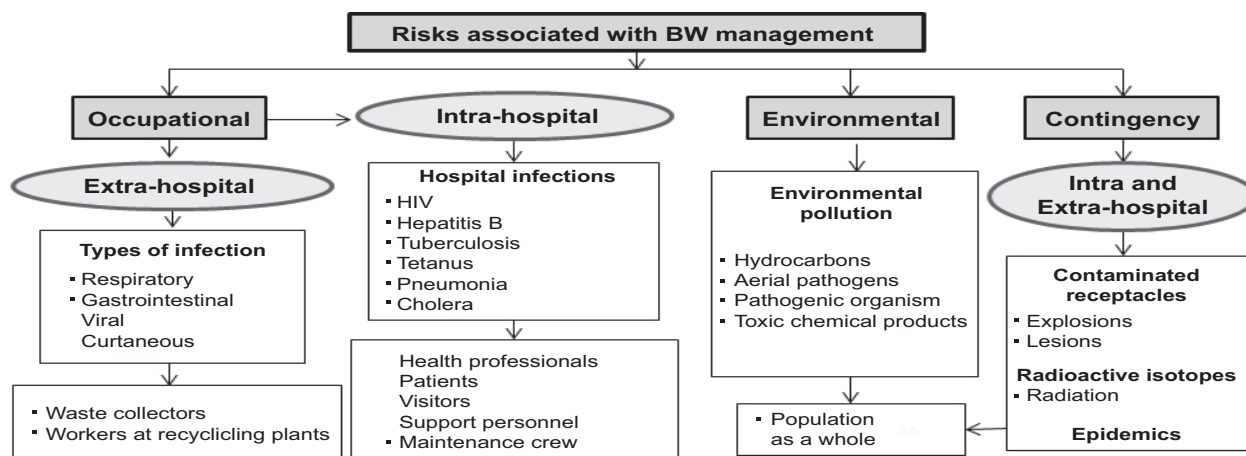 Risks associated with BW management
Occupational
Intra-hospital
Environmental
Contingency
Extra-hospital
Intra and
Extra-hospital
Types of infection
▪ Respiratory
▪ Gastrointestinal
Viral
Curtaneous
Hospital infections
▪ HIV
▪ Hepatitis B
▪ Tuberculosis
▪ Tetanus
▪ Pneumonia
▪ Cholera
Environmental
pollution
▪ Hydrocarbons
▪ Aerial pathogens
▪ Pathogenic organism
▪ Toxic chemical products
Contaminated
receptacles
▪ Explosions
▪ Lesions
Radioactive isotopes
▪ Radiation
Epidemics
▪ Waste collectors
▪ Workers at recyclicling plants
Health professionals
Patients
Visitors
Support personnel
▪ Maintenance crew
▪ Population
as a whole